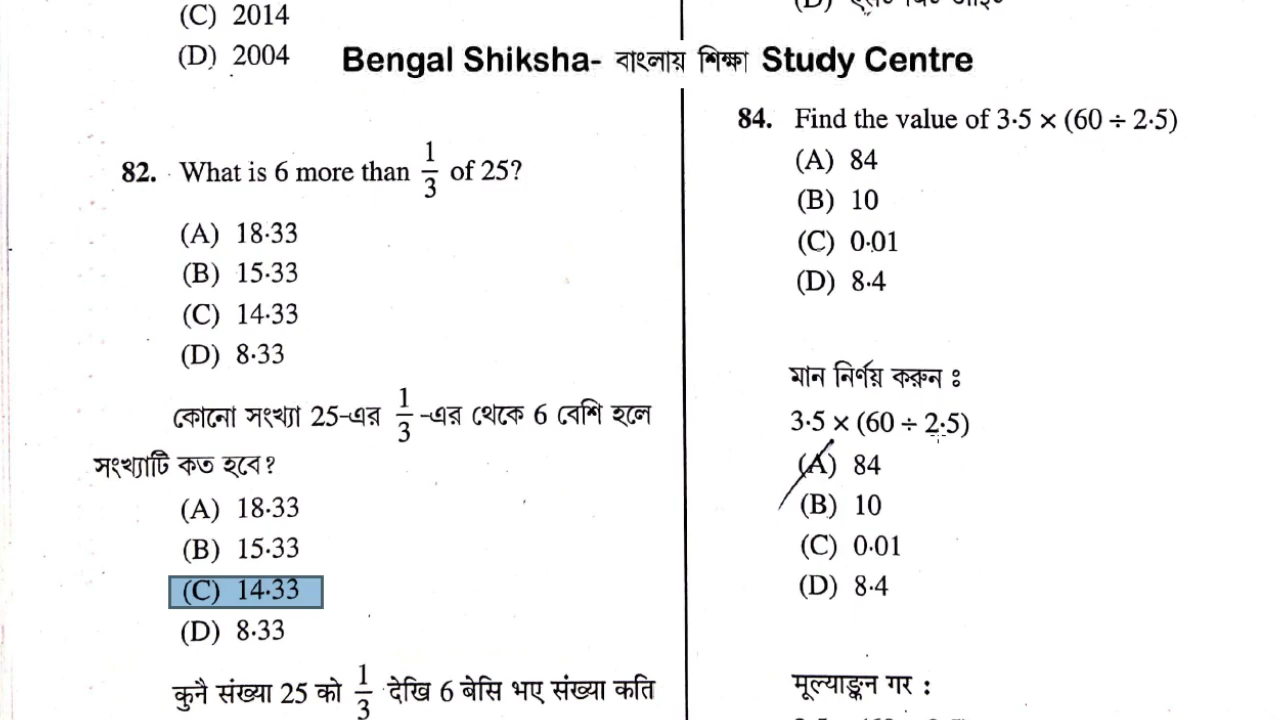 (C) 2014
(D) 2004
Bengal Shiksha- বাংলায় শিক্ষা Study Centre
82. What is 6 more than 1/3 of 25?
(A) 18·33
(B) 15·33
(C) 14·33
(D) 8·33
কোনো সংখ্যা 25-এর 1/3-এর থেকে 6 বেশি হলে
সংখ্যাটি কত হবে?
(A) 18·33
(B) 15·33
(C) 14·33
(D) 8·33
कुनै संख्या 25 को 1/3 देखि 6 बेसि भए संख्या कति
84. Find the value of 3·5 × (60 ÷ 2·5)
(A) 84
(B) 10
(C) 0·01
(D) 8·4
মান নির্ণয় করুন ঃ
3·5 × (60 ÷ 2·5)
(A) 84
(B) 10
(C) 0·01
(D) 8·4
मूल्याङ्कन गर :